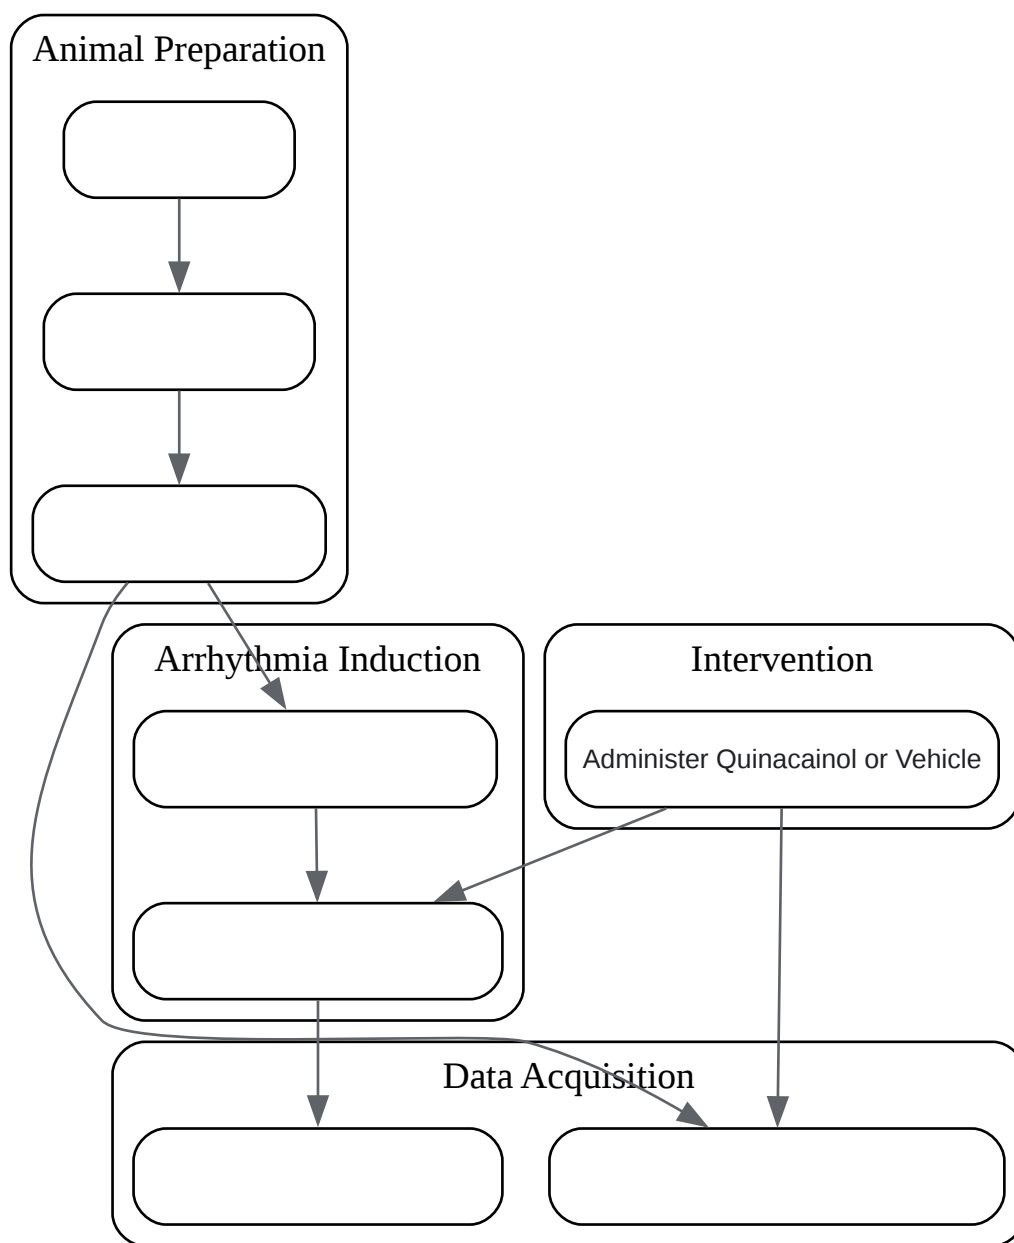 Animal Preparation
Arrhythmia Induction
Intervention
Administer Quinacainol or Vehicle
Data Acquisition